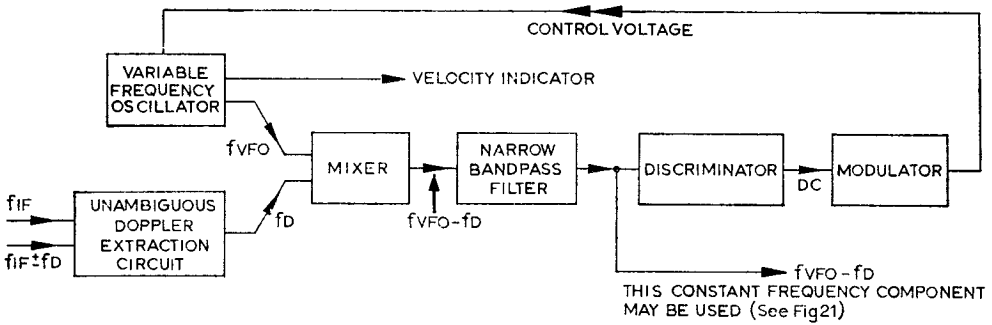 CONTROL VOLTAGE
VARIABLE
FREQUENCY
OSCILLATOR
VELOCITY INDICATOR
fVFO
MIXER
NARROW
BANDPASS
FILTER
DISCRIMINATOR
DC
MODULATOR
fIF
fIF±fD
UNAMBIGUOUS
DOPPLER
EXTRACTION
CIRCUIT
fD
fVFO-fD
fVFO-fD
THIS CONSTANT FREQUENCY COMPONENT
MAY BE USED (See Fig21)